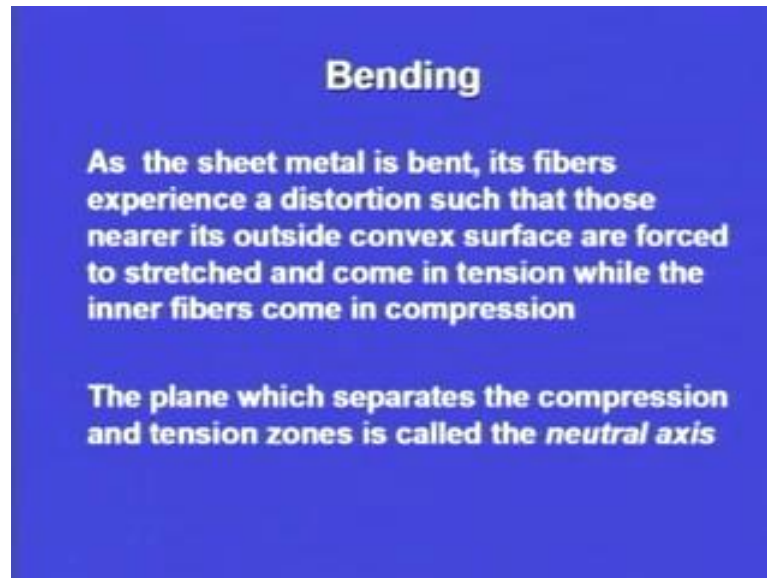 Bending
As the sheet metal is bent, its fibers
experience a distortion such that those
nearer its outside convex surface are forced
to stretched and come in tension while the
inner fibers come in compression
The plane which separates the compression
and tension zones is called the neutral axis